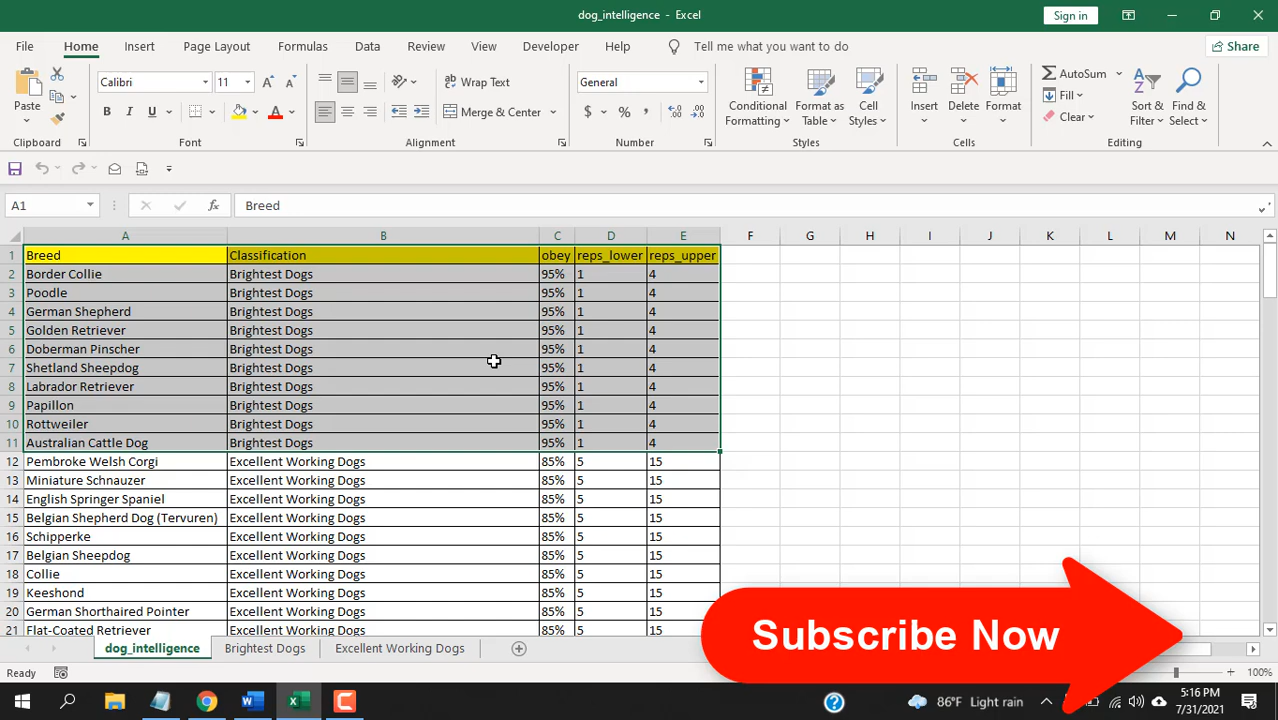 dog_intelligence - Excel
Sign in
File Home Insert Page Layout Formulas Data Review View Developer Help Tell me what you want to do Share
Paste
Clipboard
Calibri 11
B I U
Font
Wrap Text
Merge & Center
Alignment
General
$ % ,
Number
Conditional Formatting
Format as Table
Cell Styles
Styles
Insert
Delete
Format
Cells
AutoSum
Fill
Clear
Sort & Filter
Find & Select
Editing
A1 fx Breed
A B C D E F G H I J K L M N
1 Breed Classification obey reps_lower reps_upper
2 Border Collie Brightest Dogs 95% 1 4
3 Poodle Brightest Dogs 95% 1 4
4 German Shepherd Brightest Dogs 95% 1 4
5 Golden Retriever Brightest Dogs 95% 1 4
6 Doberman Pinscher Brightest Dogs 95% 1 4
7 Shetland Sheepdog Brightest Dogs 95% 1 4
8 Labrador Retriever Brightest Dogs 95% 1 4
9 Papillon Brightest Dogs 95% 1 4
10 Rottweiler Brightest Dogs 95% 1 4
11 Australian Cattle Dog Brightest Dogs 95% 1 4
12 Pembroke Welsh Corgi Excellent Working Dogs 85% 5 15
13 Miniature Schnauzer Excellent Working Dogs 85% 5 15
14 English Springer Spaniel Excellent Working Dogs 85% 5 15
15 Belgian Shepherd Dog (Tervuren) Excellent Working Dogs 85% 5 15
16 Schipperke Excellent Working Dogs 85% 5 15
17 Belgian Sheepdog Excellent Working Dogs 85% 5 15
18 Collie Excellent Working Dogs 85% 5 15
19 Keeshond Excellent Working Dogs 85% 5 15
20 German Shorthaired Pointer Excellent Working Dogs 85% 5 15
21 Flat-Coated Retriever Excellent Working Dogs 85% 5 15
Subscribe Now
dog_intelligence Brightest Dogs Excellent Working Dogs
Ready
100%
86°F Light rain
5:16 PM
7/31/2021